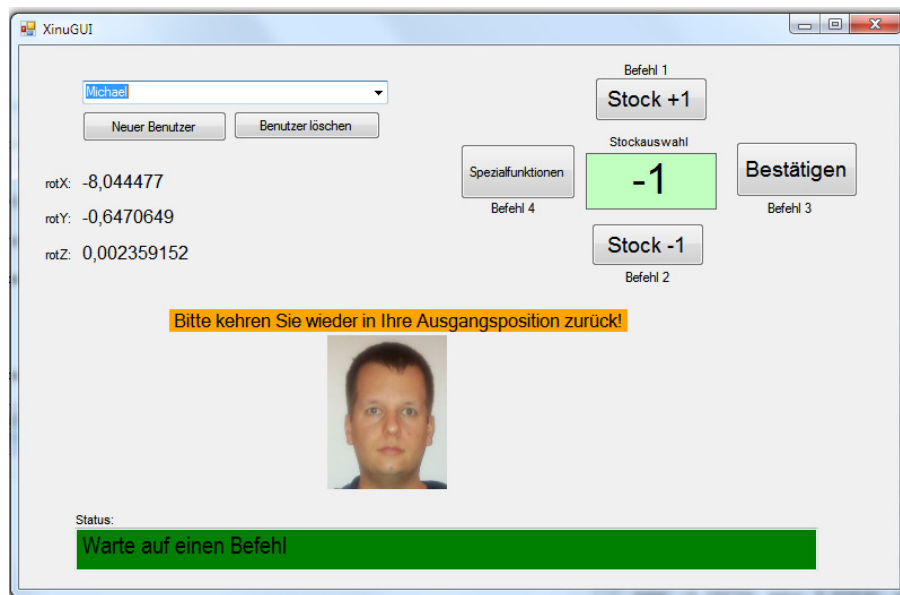 XinuGUI
Michael
Neuer Benutzer
Benutzer löschen
rotX: -8,044477
rotY: -0,6470649
rotZ: 0,002359152
Befehl 1
Stock +1
Stockauswahl
Spezialfunktionen
-1
Bestätigen
Befehl 4
Befehl 3
Stock -1
Befehl 2
Bitte kehren Sie wieder in Ihre Ausgangsposition zurück!
Status:
Warte auf einen Befehl